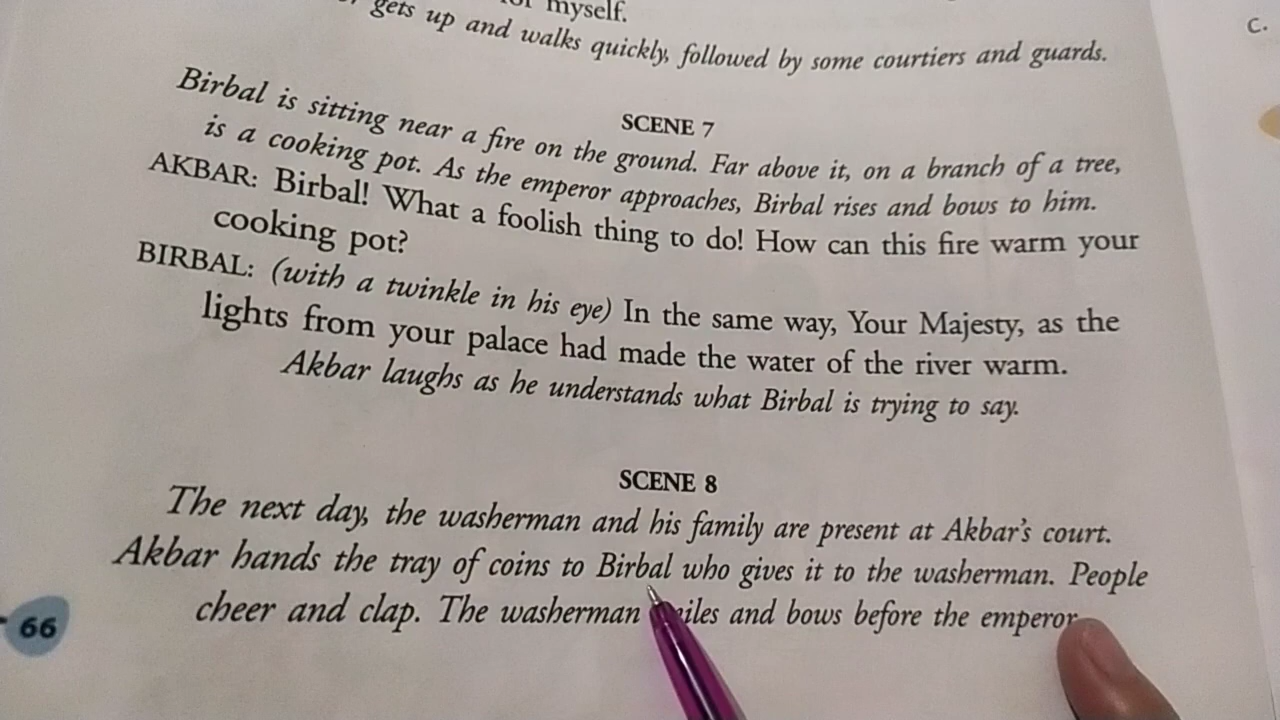 myself.
gets up and walks quickly, followed by some courtiers and guards.
C.
SCENE 7
Birbal is sitting near a fire on the ground. Far above it, on a branch of a tree,
is a cooking pot. As the emperor approaches, Birbal rises and bows to him.
AKBAR: Birbal! What a foolish thing to do! How can this fire warm your
cooking pot?
BIRBAL: (with a twinkle in his eye) In the same way, Your Majesty, as the
lights from your palace had made the water of the river warm.
Akbar laughs as he understands what Birbal is trying to say.
SCENE 8
The next day, the washerman and his family are present at Akbar's court.
Akbar hands the tray of coins to Birbal who gives it to the washerman. People
cheer and clap. The washerman and bows before the emperor
66